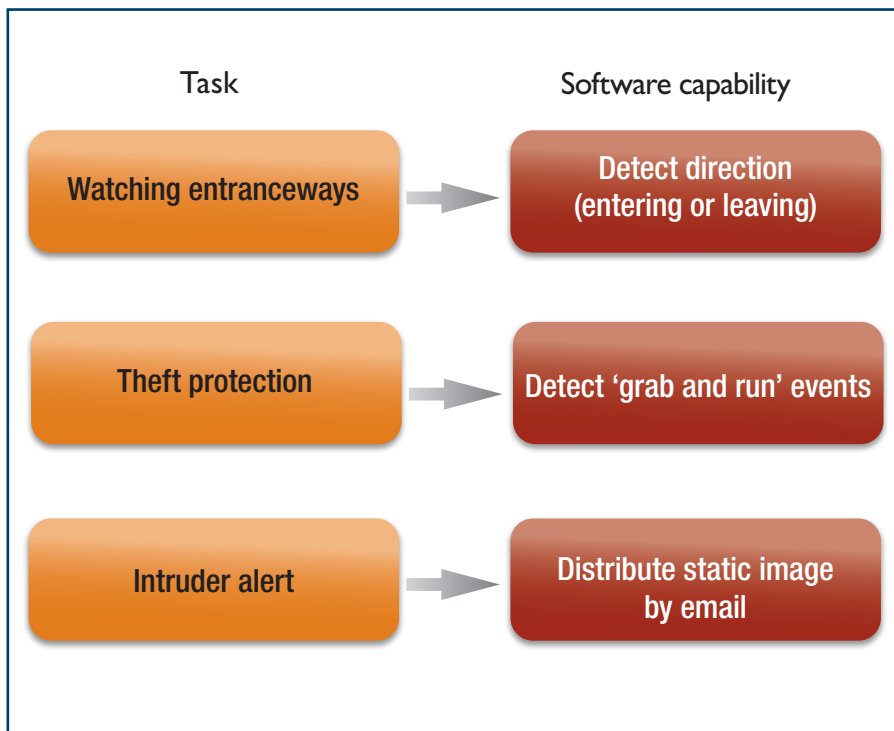 Task
Software capability
Watching entranceways
Detect direction
(entering or leaving)
Theft protection
Detect ‘grab and run’ events
Intruder alert
Distribute static image
by email